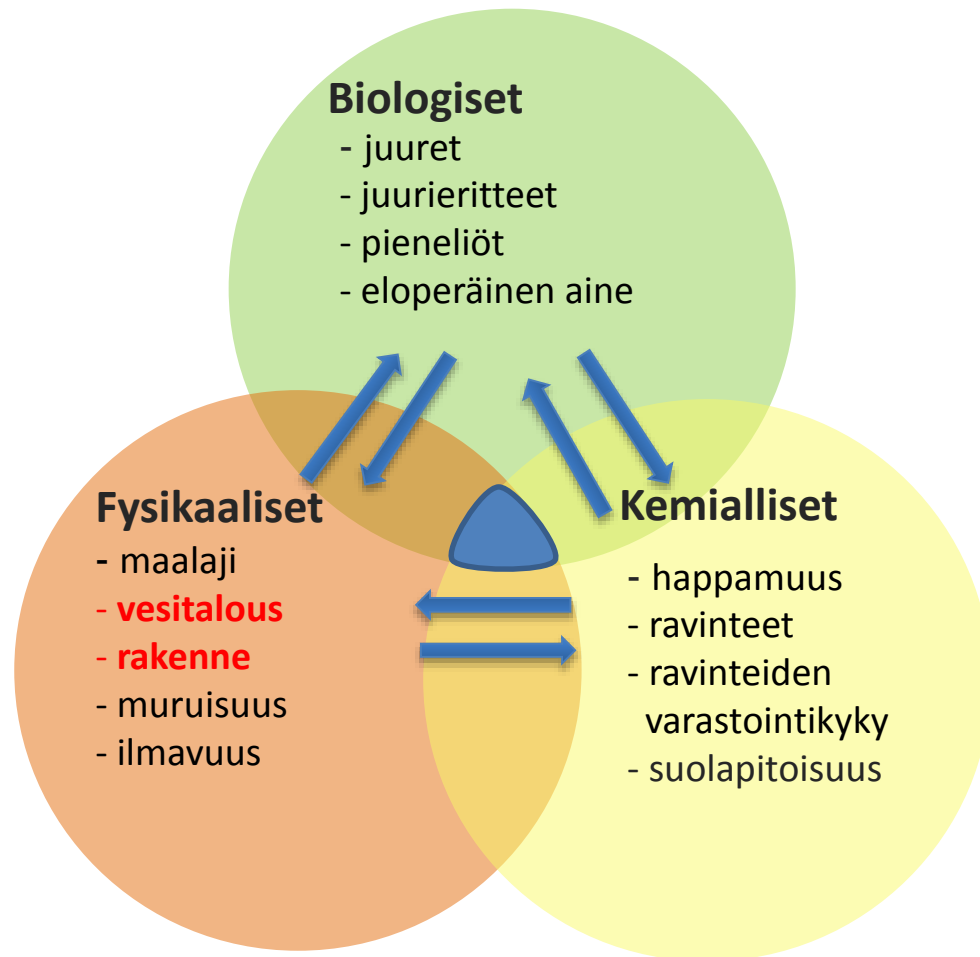 Biologiset
- juuret
- juurieritteet
- pieneliöt
- eloperäinen aine
Fysikaaliset
- maalaji
- vesitalous
- rakenne
- muruisuus
- ilmavuus
Kemialliset
- happamuus
- ravinteet
- ravinteiden
varastointikyky
- suolapitoisuus